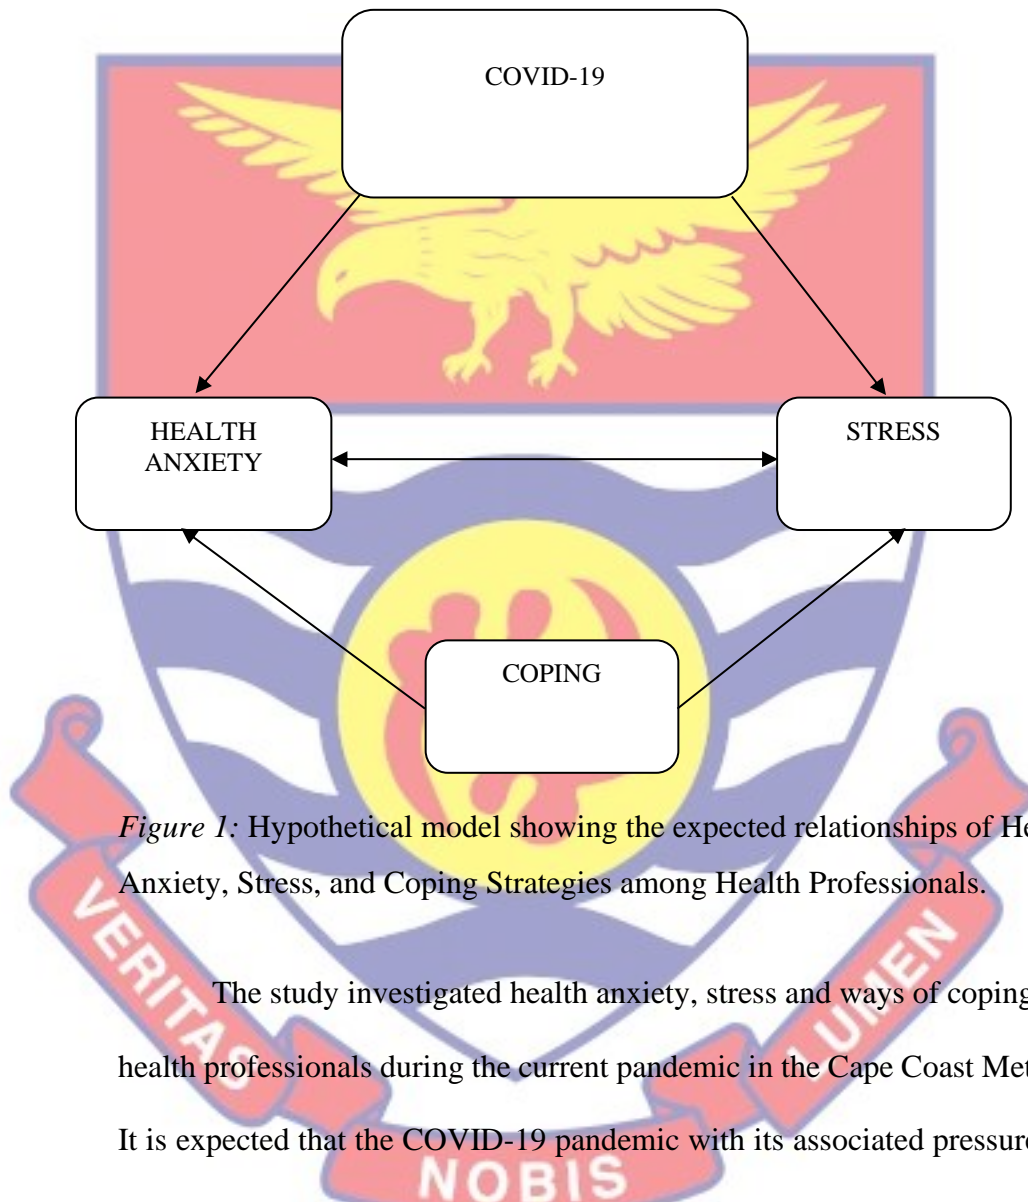 COVID-19
HEALTH
ANXIETY
STRESS
COPING
Figure 1: Hypothetical model showing the expected relationships of He
Anxiety, Stress, and Coping Strategies among Health Professionals.
The study investigated health anxiety, stress and ways of coping
health professionals during the current pandemic in the Cape Coast Met
It is expected that the COVID-19 pandemic with its associated pressure
VERITAS
NOBIS
LUMEN